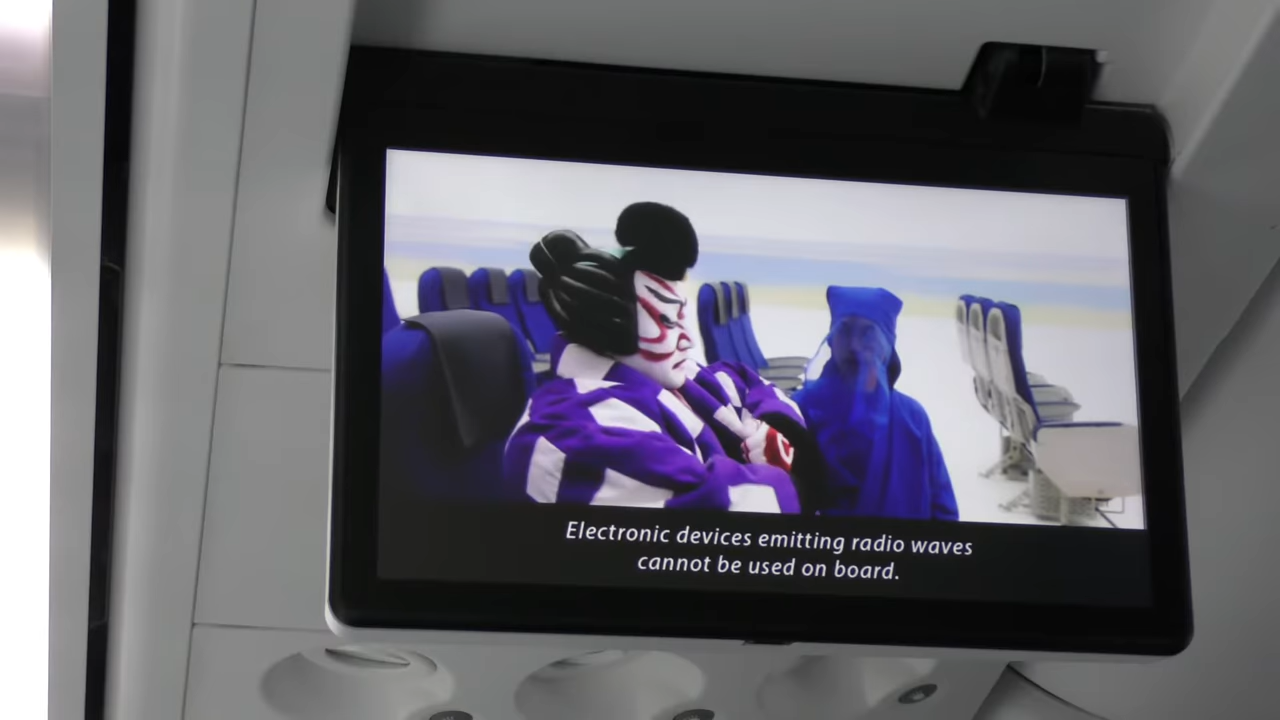 Electronic devices emitting radio waves
cannot be used on board.